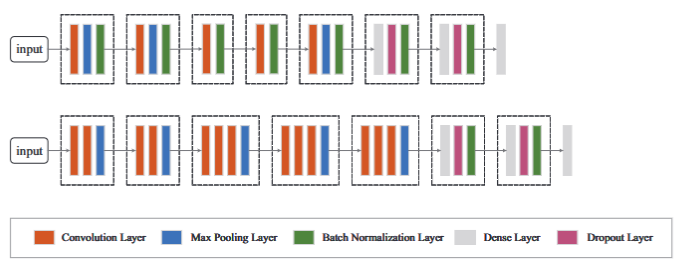 input
input
Convolution Layer Max Pooling Layer Batch Normalization Layer Dense Layer Dropout Layer